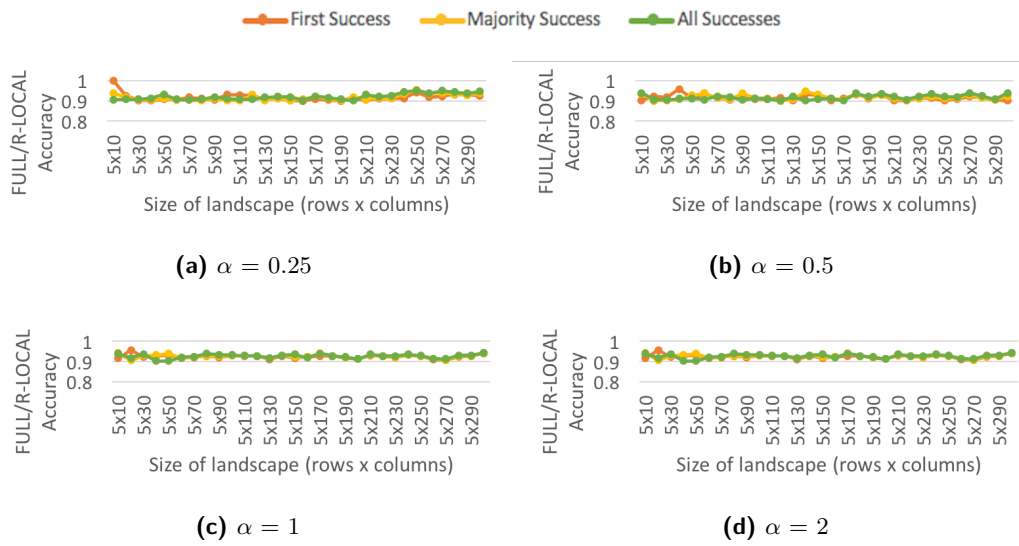 First Success Majority Success All Successes
FULL/R-LOCAL
Accuracy
1
0.9
0.8
5x10
5x30
5x50
5x70
5x90
5x110
5x130
5x150
5x170
5x190
5x210
5x230
5x250
5x270
5x290
Size of landscape (rows x columns)
(a) α = 0.25
FULL/R-LOCAL
Accuracy
1
0.9
0.8
5x10
5x30
5x50
5x70
5x90
5x110
5x130
5x150
5x170
5x190
5x210
5x230
5x250
5x270
5x290
Size of landscape (rows x columns)
(b) α = 0.5
FULL/R-LOCAL
Accuracy
1
0.9
0.8
5x10
5x30
5x50
5x70
5x90
5x110
5x130
5x150
5x170
5x190
5x210
5x230
5x250
5x270
5x290
Size of landscape (rows x columns)
(c) α = 1
FULL/R-LOCAL
Accuracy
1
0.9
0.8
5x10
5x30
5x50
5x70
5x90
5x110
5x130
5x150
5x170
5x190
5x210
5x230
5x250
5x270
5x290
Size of landscape (rows x columns)
(d) α = 2